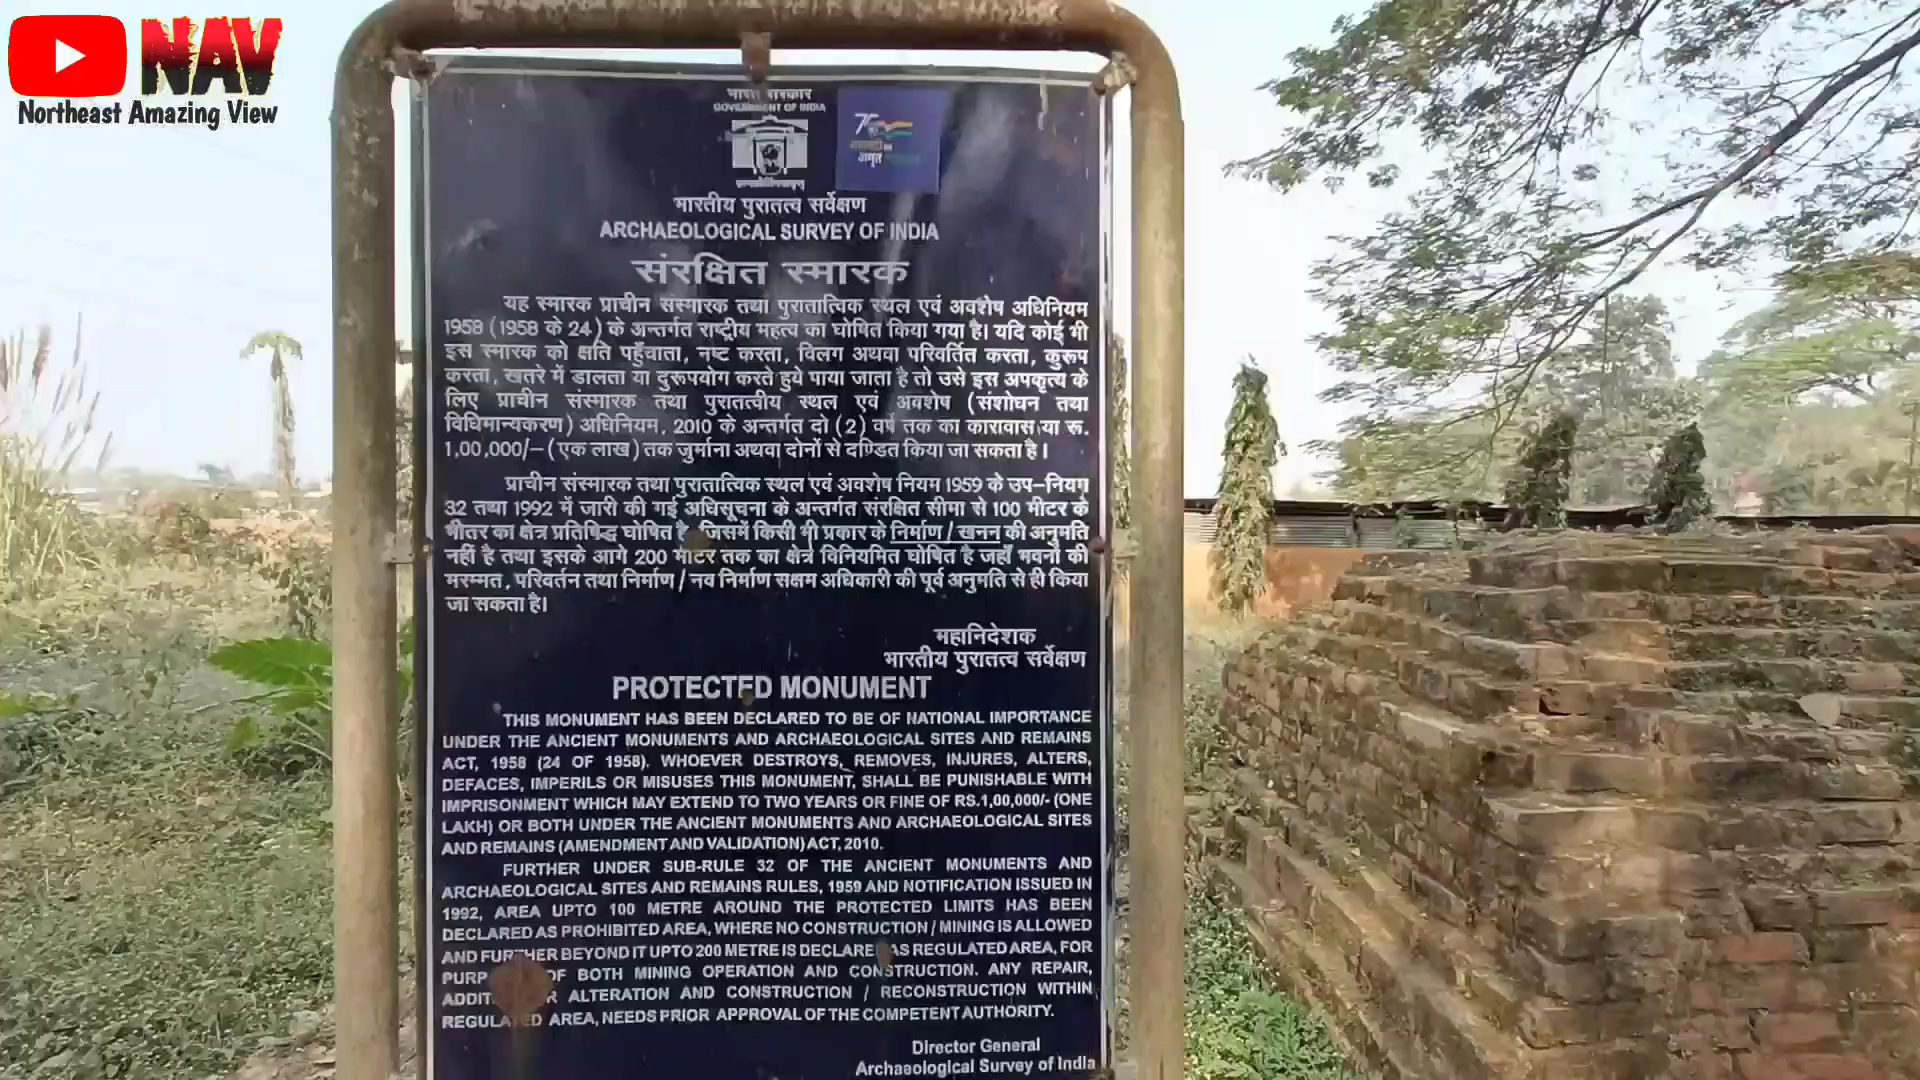 NAV
Northeast Amazing View
भारत सरकार
GOVERNMENT OF INDIA
अमृत
भारतीय पुरातत्व सर्वेक्षण
ARCHAEOLOGICAL SURVEY OF INDIA
संरक्षित स्मारक
यह स्मारक प्राचीन संस्मारक तथा पुरातात्विक स्थल एवं अवशेष अधिनियम
1958 (1958 के 24) के अन्तर्गत राष्ट्रीय महत्व का घोषित किया गया है। यदि कोई भी
इस स्मारक को क्षति पहुँचाता, नष्ट करता, विलग अथवा परिवर्तित करता, कुरूप
करता, खतरे में डालता या दुरूपयोग करते हुये पाया जाता है तो उसे इस अपकृत्य के
लिए प्राचीन संस्मारक तथा पुरातत्वीय स्थल एवं अवशेष (संशोधन तथा
विधिमान्यकरण) अधिनियम, 2010 के अन्तर्गत दो (2) वर्ष तक का कारावास या रू.
1,00,000/– (एक लाख) तक जुर्माना अथवा दोनों से दण्डित किया जा सकता है।
प्राचीन संस्मारक तथा पुरातात्विक स्थल एवं अवशेष नियम 1959 के उप–नियम
32 तथा 1992 में जारी की गई अधिसूचना के अन्तर्गत संरक्षित सीमा से 100 मीटर के
भीतर का क्षेत्र प्रतिषिद्ध घोषित है जिसमें किसी भी प्रकार के निर्माण / खनन की अनुमति
नहीं है तथा इसके आगे 200 मीटर तक का क्षेत्र विनियमित घोषित है जहाँ भवनों की
मरम्मत, परिवर्तन तथा निर्माण / नव निर्माण सक्षम अधिकारी की पूर्व अनुमति से ही किया
जा सकता है।
महानिदेशक
भारतीय पुरातत्व सर्वेक्षण
PROTECTED MONUMENT
THIS MONUMENT HAS BEEN DECLARED TO BE OF NATIONAL IMPORTANCE
UNDER THE ANCIENT MONUMENTS AND ARCHAEOLOGICAL SITES AND REMAINS
ACT, 1958 (24 OF 1958). WHOEVER DESTROYS, REMOVES, INJURES, ALTERS,
DEFACES, IMPERILS OR MISUSES THIS MONUMENT, SHALL BE PUNISHABLE WITH
IMPRISONMENT WHICH MAY EXTEND TO TWO YEARS OR FINE OF RS.1,00,000/- (ONE
LAKH) OR BOTH UNDER THE ANCIENT MONUMENTS AND ARCHAEOLOGICAL SITES
AND REMAINS (AMENDMENT AND VALIDATION) ACT, 2010.
FURTHER UNDER SUB-RULE 32 OF THE ANCIENT MONUMENTS AND
ARCHAEOLOGICAL SITES AND REMAINS RULES, 1959 AND NOTIFICATION ISSUED IN
1992, AREA UPTO 100 METRE AROUND THE PROTECTED LIMITS HAS BEEN
DECLARED AS PROHIBITED AREA, WHERE NO CONSTRUCTION / MINING IS ALLOWED
AND FURTHER BEYOND IT UPTO 200 METRE IS DECLARED AS REGULATED AREA, FOR
OF BOTH MINING OPERATION AND CONSTRUCTION. ANY REPAIR,
ALTERATION AND CONSTRUCTION / RECONSTRUCTION WITHIN
REGULATED AREA, NEEDS PRIOR APPROVAL OF THE COMPETENT AUTHORITY.
Director General
Archaeological Survey of India